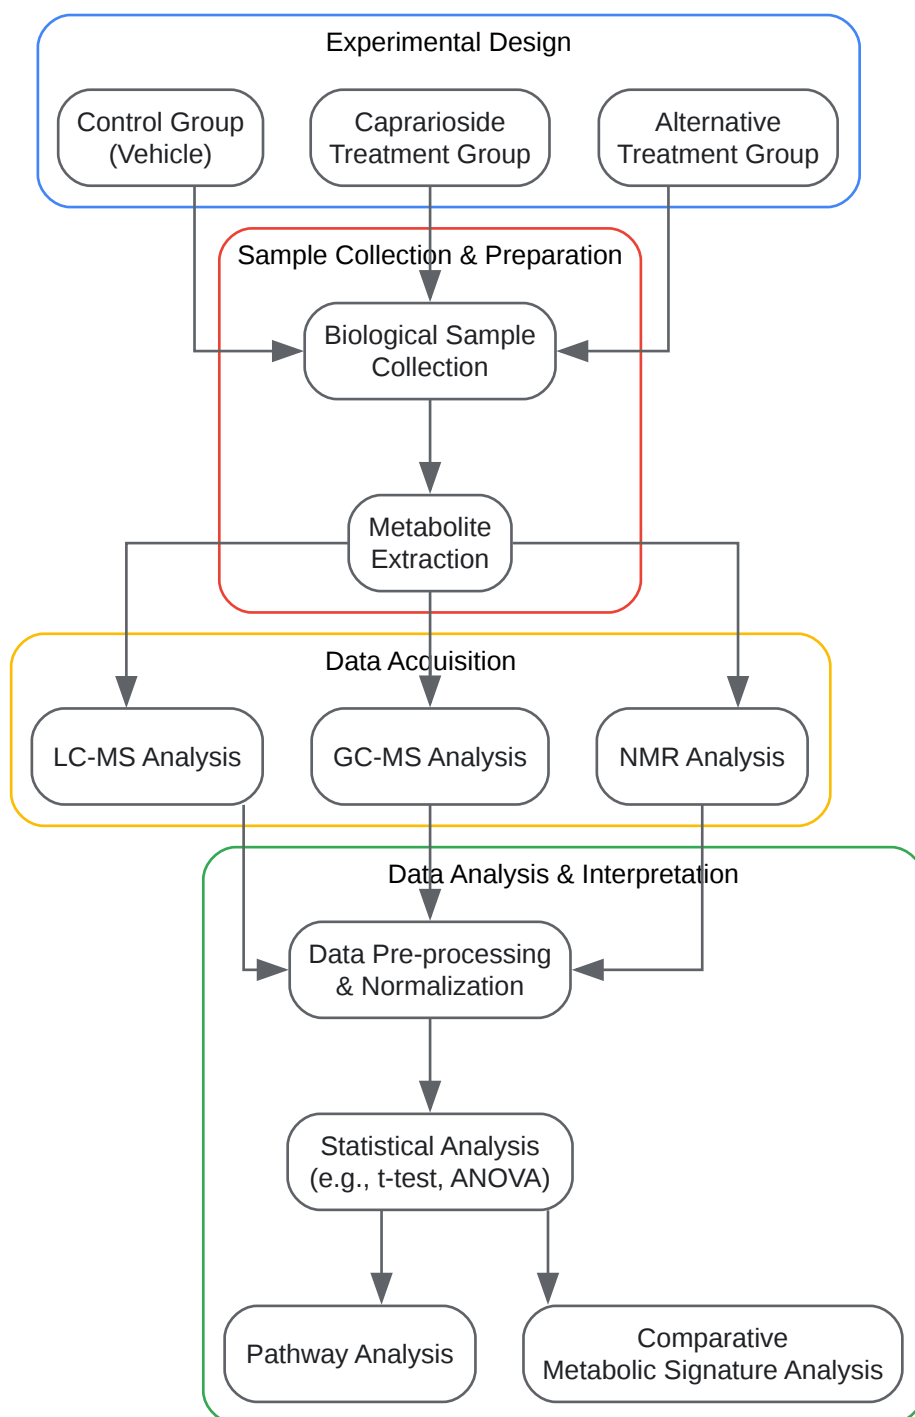 Experimental Design
Control Group
(Vehicle)
Caprarioside
Treatment Group
Alternative
Treatment Group
Sample Collection & Preparation
Biological Sample
Collection
Metabolite
Extraction
Data Acquisition
LC-MS Analysis
GC-MS Analysis
NMR Analysis
Data Analysis & Interpretation
Data Pre-processing
& Normalization
Statistical Analysis
(e.g., t-test, ANOVA)
Pathway Analysis
Comparative
Metabolic Signature Analysis